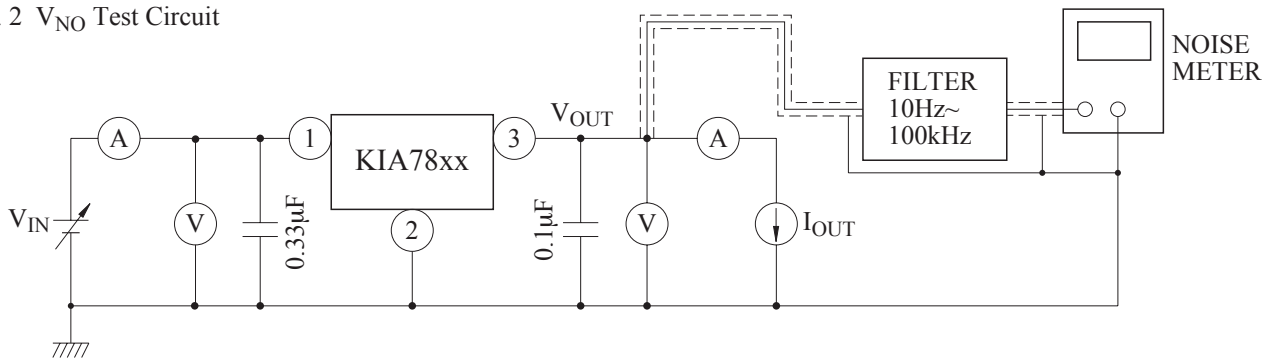 2 V_NO Test Circuit
NOISE
METER
FILTER
10Hz~
100kHz
V_OUT
A
1
KIA78xx
3
A
V_IN
V
0.33μF
2
0.1μF
V
I_OUT